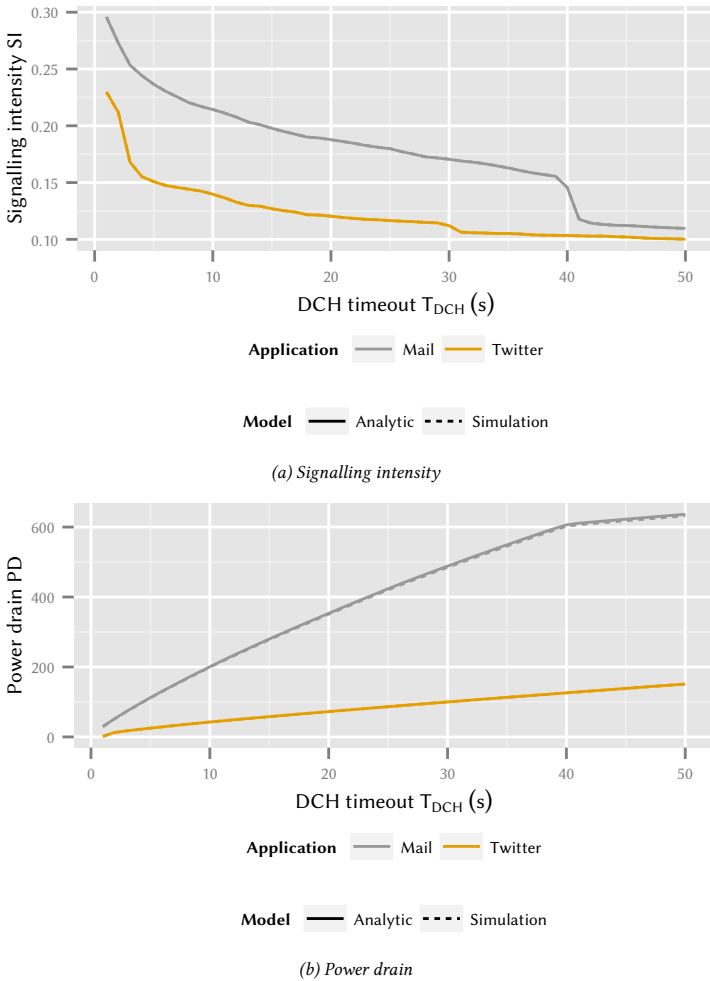 Signalling intensity SI
0.30
0.25
0.20
0.15
0.10
0 10 20 30 40 50
DCH timeout T_DCH (s)
Application Mail Twitter
Model Analytic Simulation
(a) Signalling intensity
Power drain PD
600
400
200
0
0 10 20 30 40 50
DCH timeout T_DCH (s)
Application Mail Twitter
Model Analytic Simulation
(b) Power drain